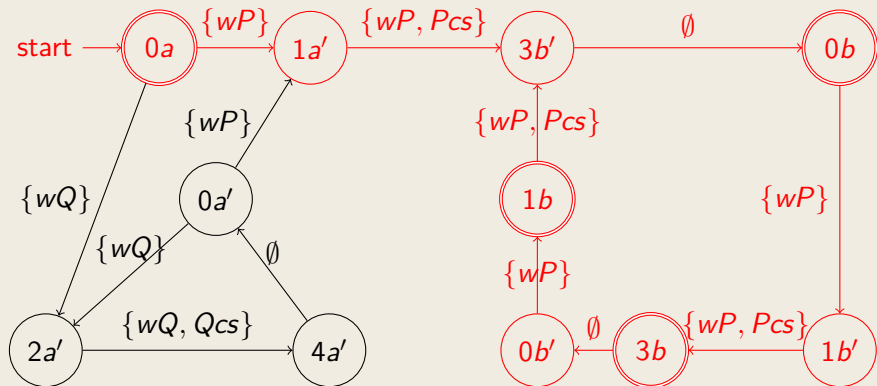 start 0a {wP} 1a′ {wP, Pcs} 3b′ ∅ 0b
{wP} {wP, Pcs}
{wQ} 0a′ 1b {wP}
{wQ} ∅ {wP}
2a′ {wQ, Qcs} 4a′ 0b′ ∅ 3b {wP, Pcs} 1b′